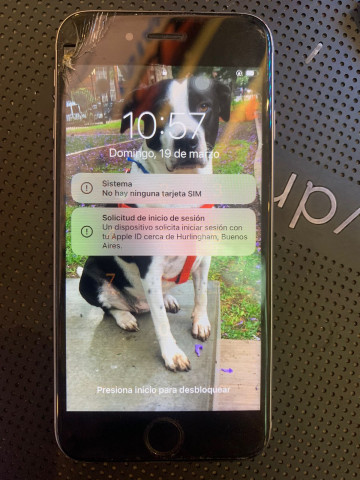 10:57
Domingo, 19 de marzo
Sistema
No hay ninguna tarjeta SIM
Solicitud de inicio de sesión
Un dispositivo solicita iniciar sesión con
tu Apple ID cerca de Hurlingham, Buenos
Aires.
Presiona inicio para desbloquear